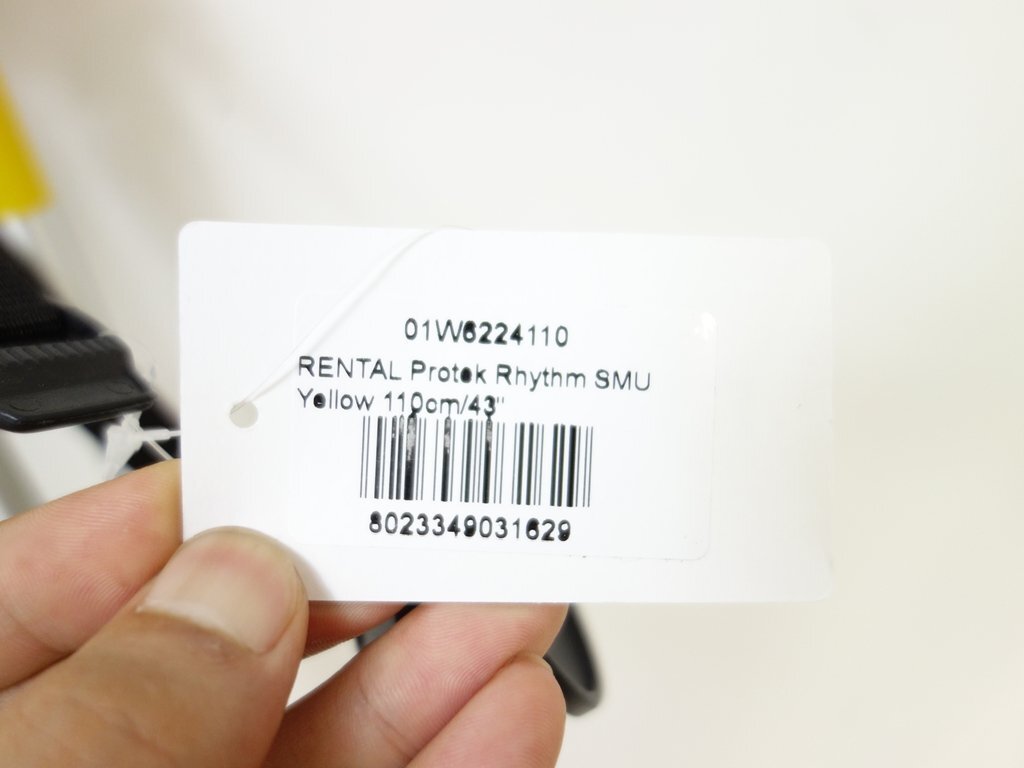 01W6224110
RENTAL Protek Rhythm SMU
Yellow 110cm/43"
8023349031629